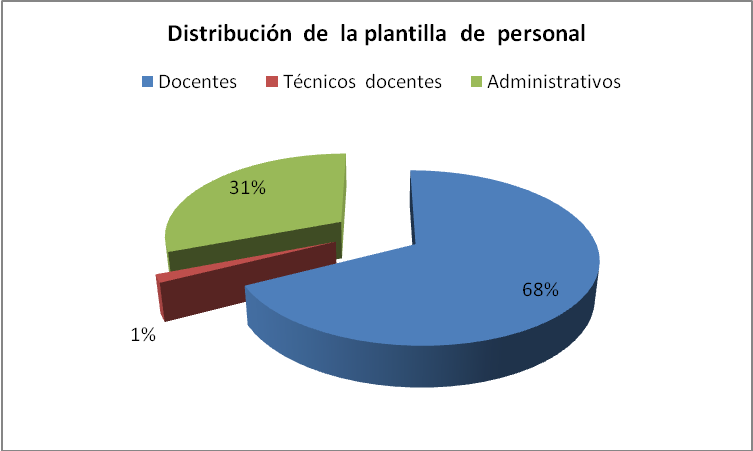 Distribución de la plantilla de personal
Docentes Técnicos docentes Administrativos
31%
68%
1%